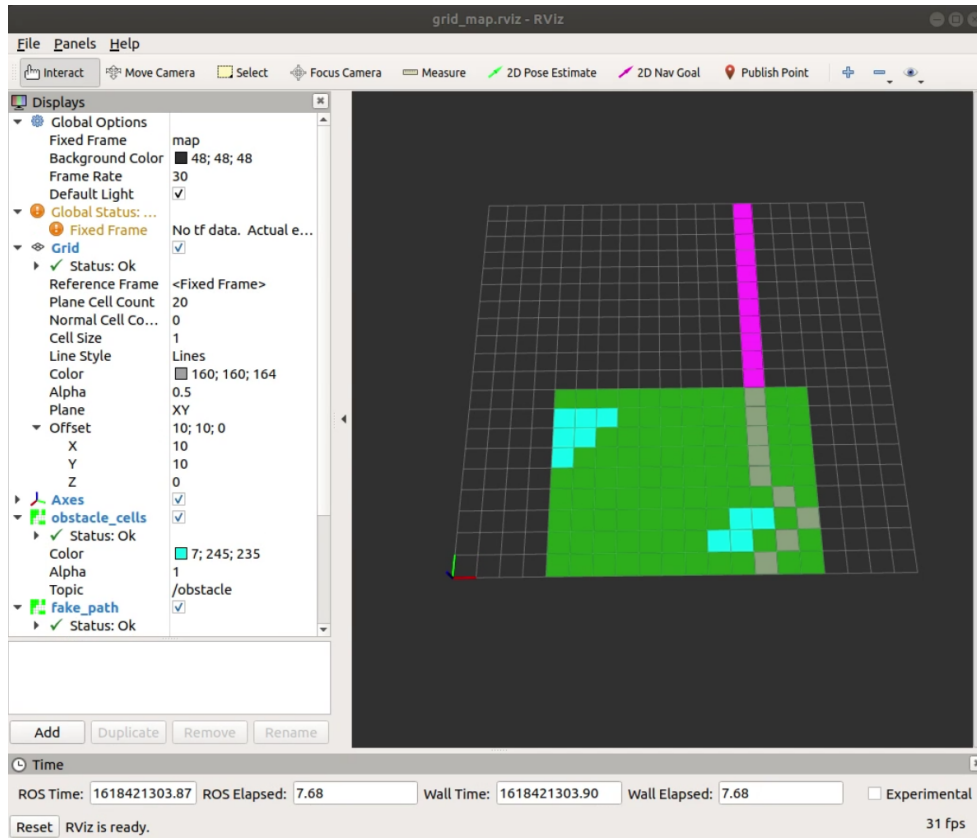 grid_map.rviz - RViz
File Panels Help
Interact Move Camera Select Focus Camera Measure 2D Pose Estimate 2D Nav Goal Publish Point
Displays
Global Options
Fixed Frame map
Background Color 48; 48; 48
Frame Rate 30
Default Light
Global Status: ...
Fixed Frame No tf data. Actual e...
Grid
Status: Ok
Reference Frame <Fixed Frame>
Plane Cell Count 20
Normal Cell Co... 0
Cell Size 1
Line Style Lines
Color 160; 160; 164
Alpha 0.5
Plane XY
Offset 10; 10; 0
X 10
Y 10
Z 0
Axes
obstacle_cells
Status: Ok
Color 7; 245; 235
Alpha 1
Topic /obstacle
fake_path
Status: Ok
Add Duplicate Remove Rename
Time
ROS Time: 1618421303.87 ROS Elapsed: 7.68 Wall Time: 1618421303.90 Wall Elapsed: 7.68 Experimental
Reset RViz is ready. 31 fps